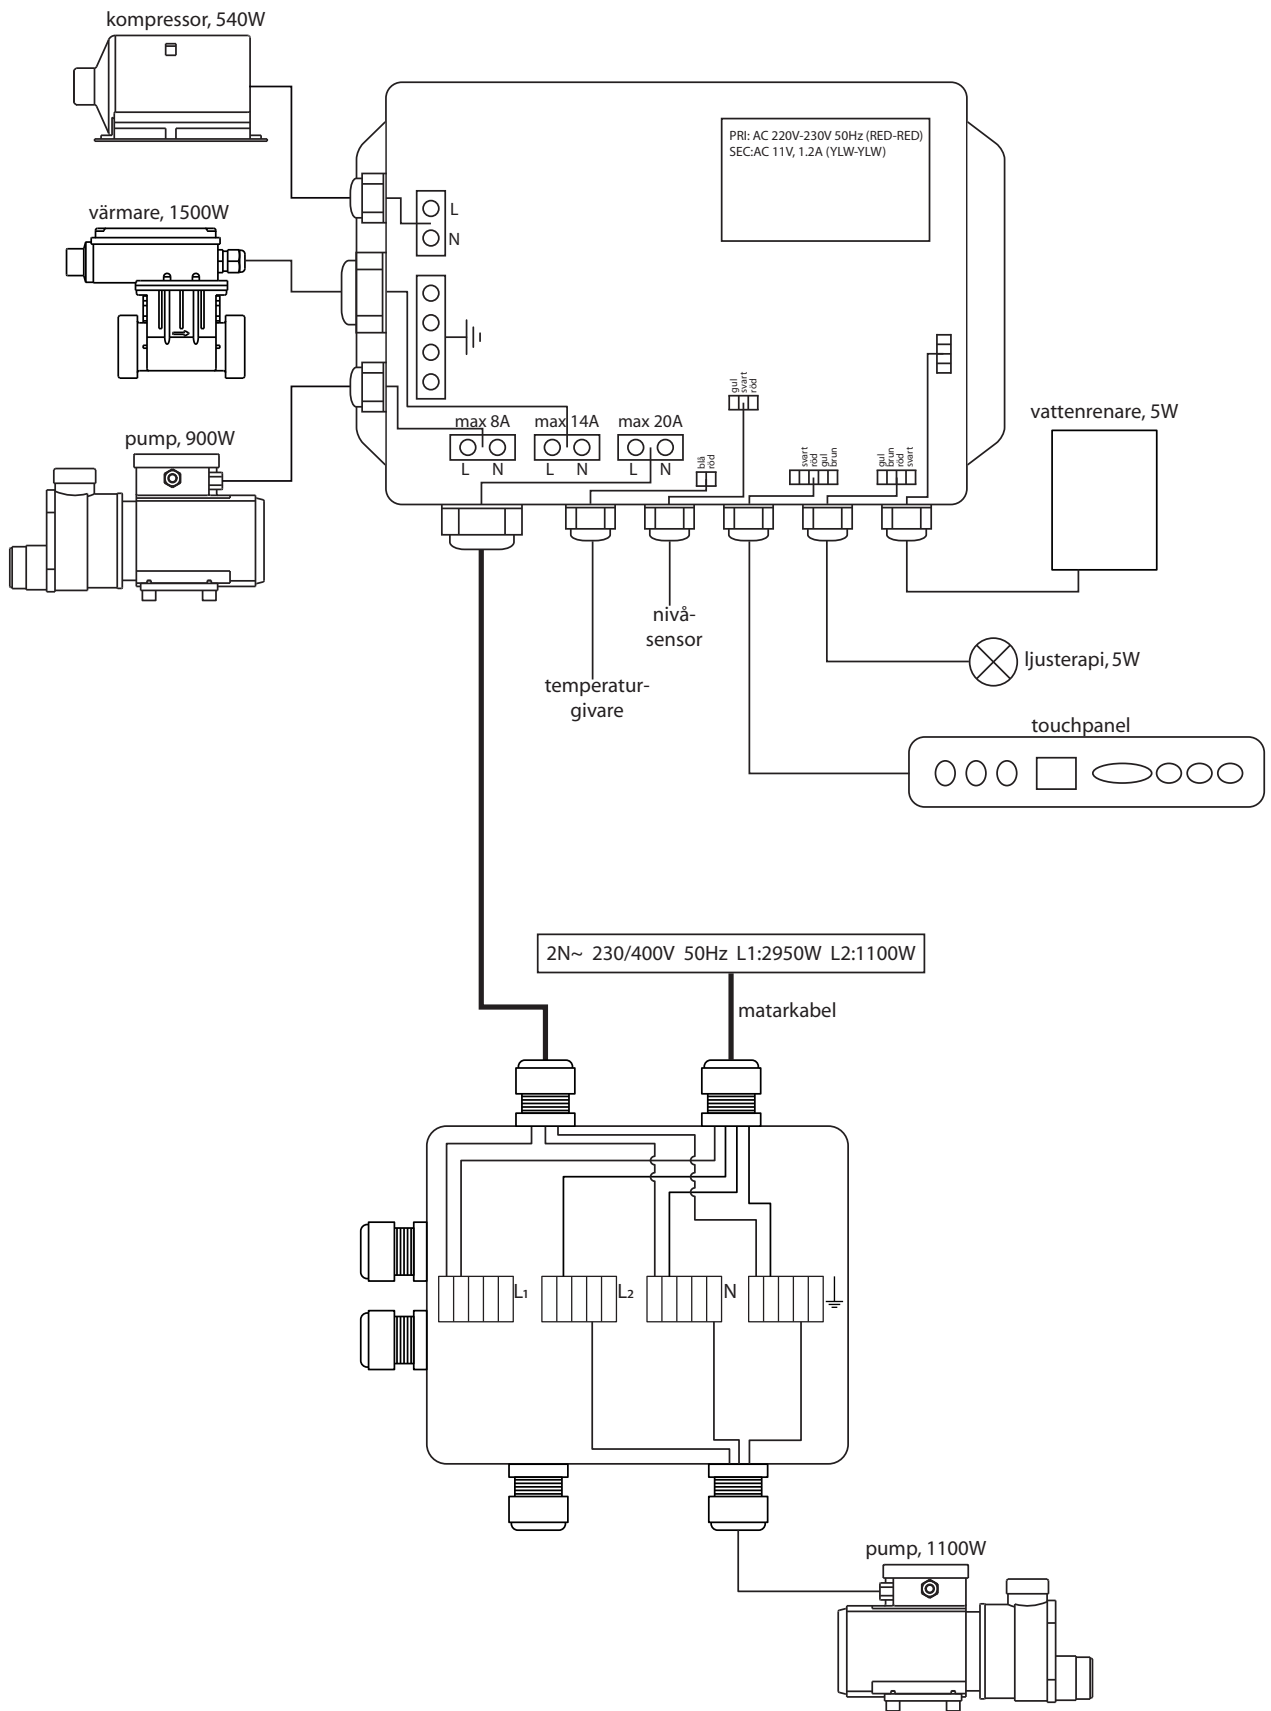 kompressor, 540W
PRI: AC 220V-230V 50Hz (RED-RED)
SEC:AC 11V, 1.2A (YLW-YLW)
värmare, 1500W
L
N
pump, 900W
max 8A
L N
max 14A
L N
max 20A
L N
blå
röd
gul
svart
röd
svart
röd
gul
brun
gul
brun
röd
svart
vattenrenare, 5W
nivå-
sensor
temperatur-
givare
ljusterapi, 5W
touchpanel
2N~ 230/400V 50Hz L1:2950W L2:1100W
matarkabel
L1
L2
N
pump, 1100W